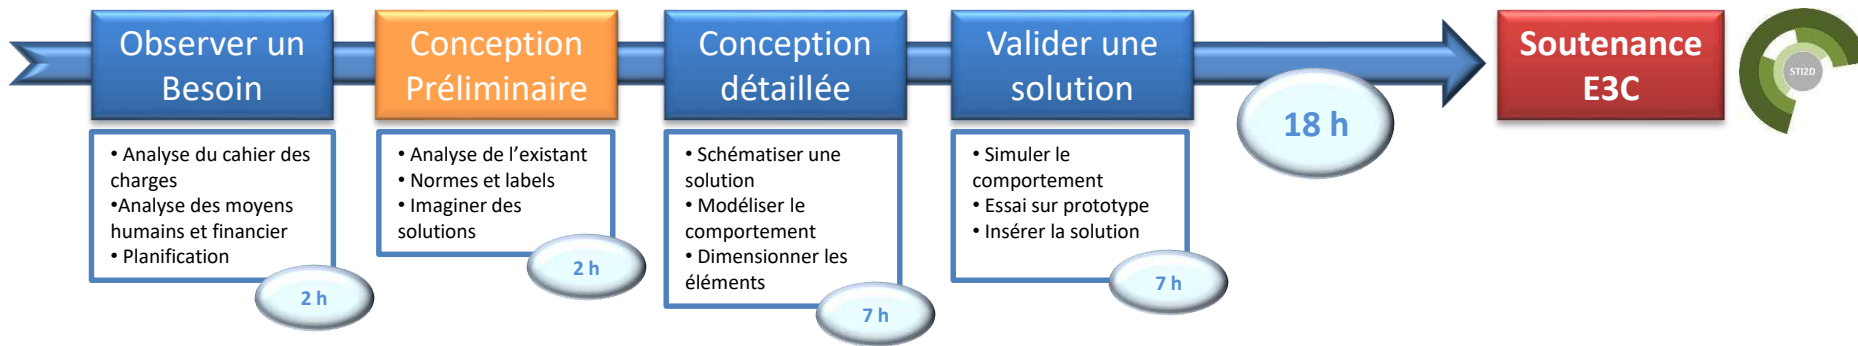 Observer un
Besoin
• Analyse du cahier des
charges
•Analyse des moyens
humains et financier
• Planification
2 h
Conception
Préliminaire
• Analyse de l’existant
• Normes et labels
• Imaginer des
solutions
2 h
Conception
détaillée
• Schématiser une
solution
• Modéliser le
comportement
• Dimensionner les
éléments
7 h
Valider une
solution
• Simuler le
comportement
• Essai sur prototype
• Insérer la solution
7 h
18 h
Soutenance
E3C
STI2D